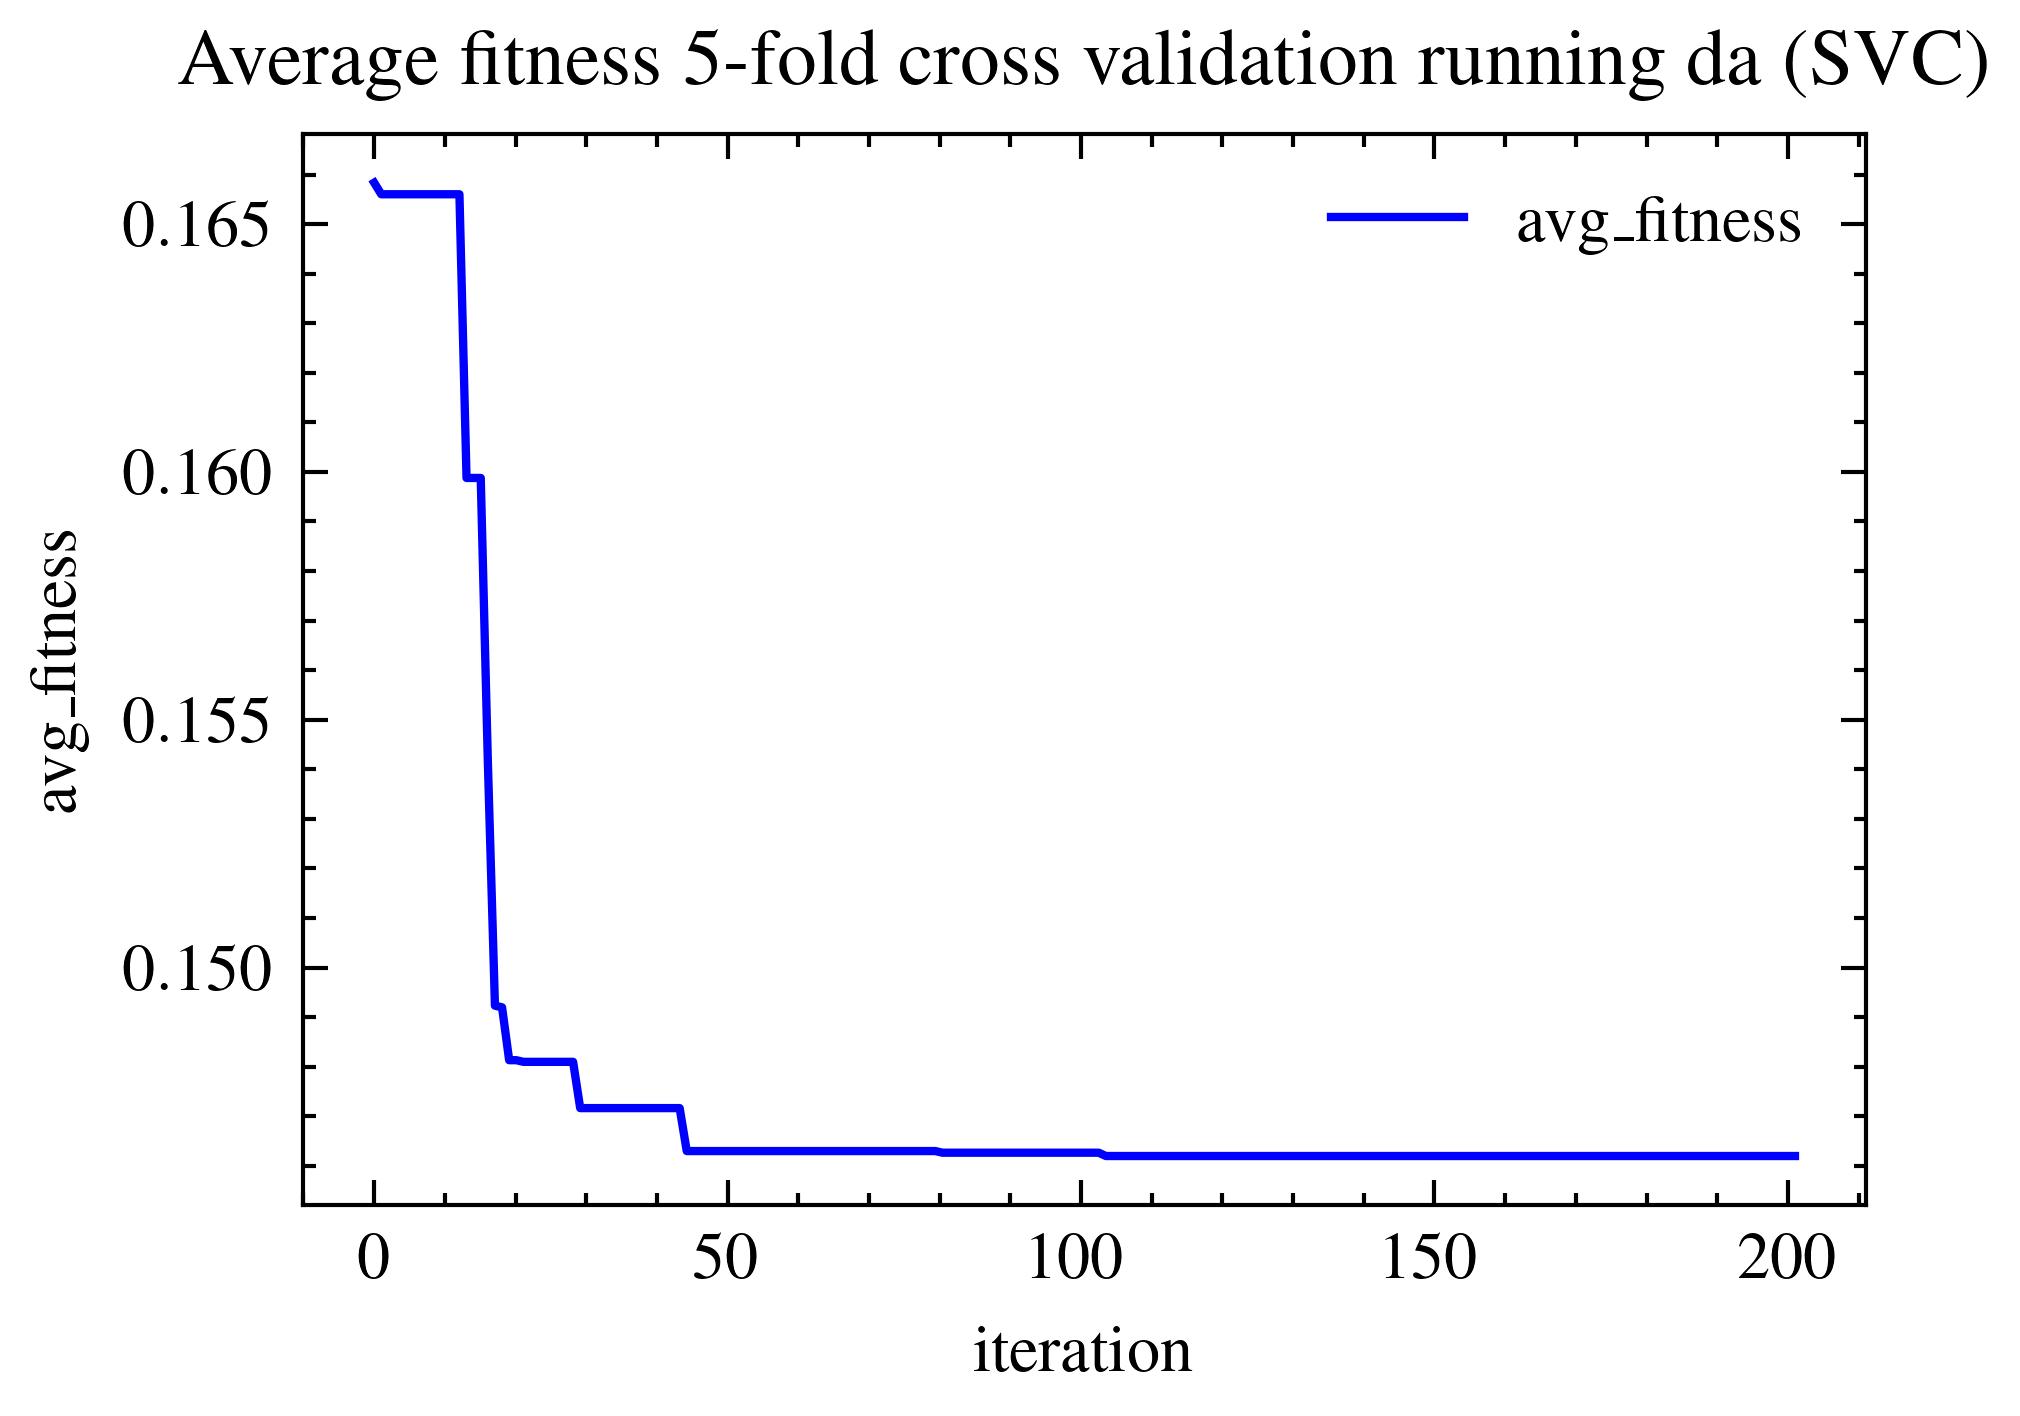 Average fitness 5-fold cross validation running da (SVC)
avg_fitness
0.165
0.160
0.155
0.150
avg_fitness
0 50 100 150 200
iteration